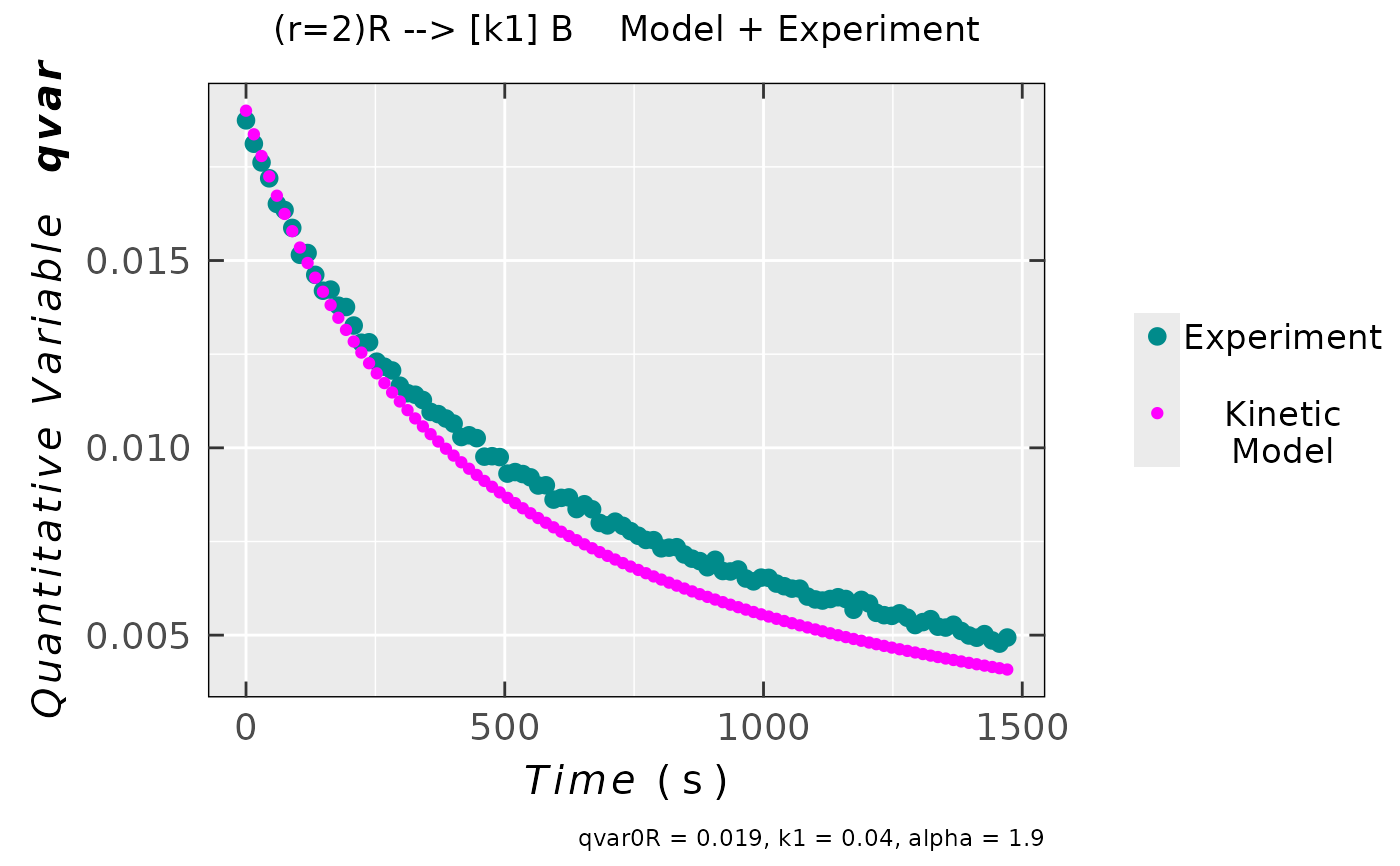 (r=2)R --> [k1] B    Model + Experiment
Quantitative Variable qvar
0.015
0.010
0.005
0
500
1000
1500
Time (s)
Experiment
Kinetic
Model
qvar0R = 0.019, k1 = 0.04, alpha = 1.9